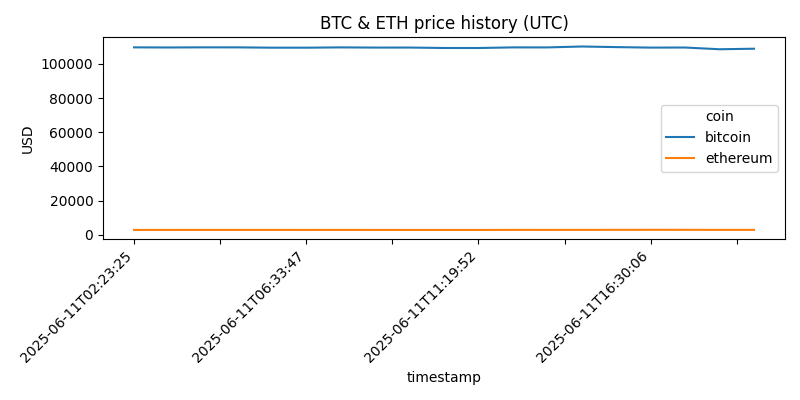 BTC & ETH price history (UTC)
USD
100000
80000
60000
40000
20000
0
coin
bitcoin
ethereum
2025-06-11T02:23:25
2025-06-11T06:33:47
2025-06-11T11:19:52
2025-06-11T16:30:06
timestamp